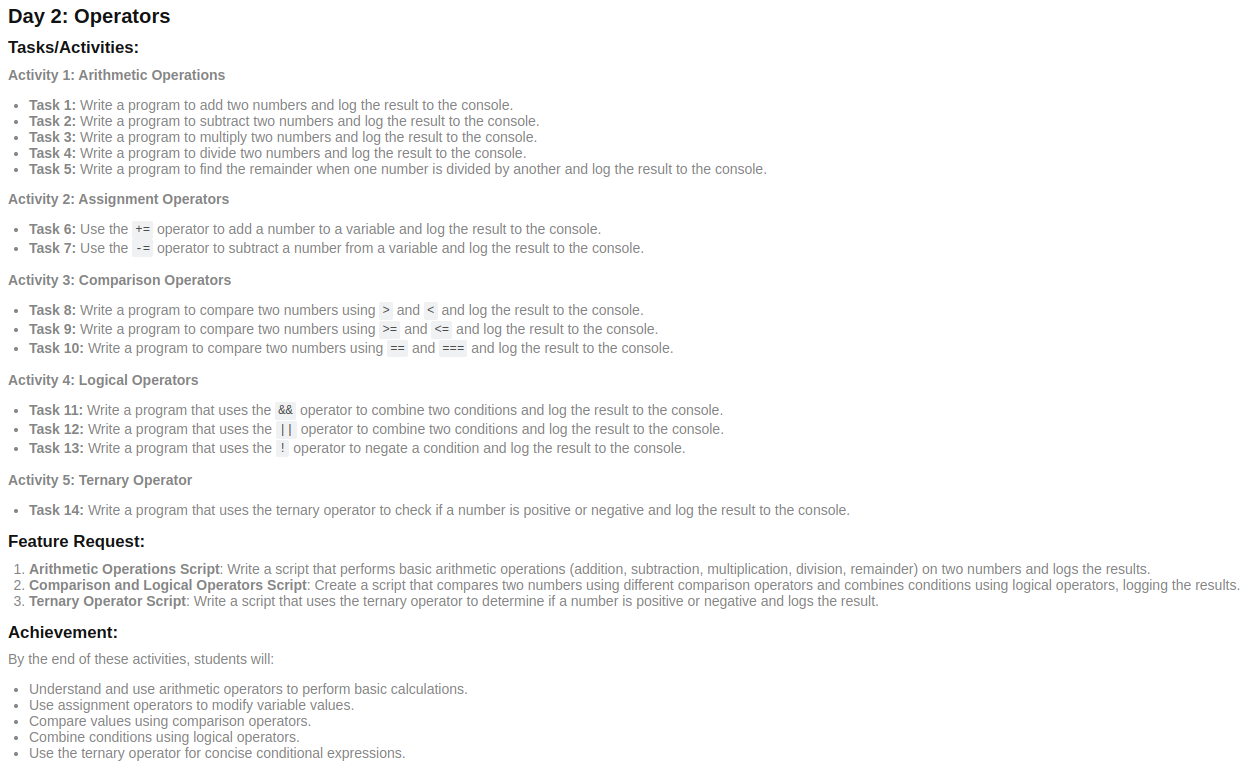 Day 2: Operators
Tasks/Activities:
Activity 1: Arithmetic Operations
• Task 1: Write a program to add two numbers and log the result to the console.
• Task 2: Write a program to subtract two numbers and log the result to the console.
• Task 3: Write a program to multiply two numbers and log the result to the console.
• Task 4: Write a program to divide two numbers and log the result to the console.
• Task 5: Write a program to find the remainder when one number is divided by another and log the result to the console.
Activity 2: Assignment Operators
• Task 6: Use the += operator to add a number to a variable and log the result to the console.
• Task 7: Use the -= operator to subtract a number from a variable and log the result to the console.
Activity 3: Comparison Operators
• Task 8: Write a program to compare two numbers using > and < and log the result to the console.
• Task 9: Write a program to compare two numbers using >= and <= and log the result to the console.
• Task 10: Write a program to compare two numbers using == and === and log the result to the console.
Activity 4: Logical Operators
• Task 11: Write a program that uses the && operator to combine two conditions and log the result to the console.
• Task 12: Write a program that uses the || operator to combine two conditions and log the result to the console.
• Task 13: Write a program that uses the ! operator to negate a condition and log the result to the console.
Activity 5: Ternary Operator
• Task 14: Write a program that uses the ternary operator to check if a number is positive or negative and log the result to the console.
Feature Request:
1. Arithmetic Operations Script: Write a script that performs basic arithmetic operations (addition, subtraction, multiplication, division, remainder) on two numbers and logs the results.
2. Comparison and Logical Operators Script: Create a script that compares two numbers using different comparison operators and combines conditions using logical operators, logging the results.
3. Ternary Operator Script: Write a script that uses the ternary operator to determine if a number is positive or negative and logs the result.
Achievement:
By the end of these activities, students will:
• Understand and use arithmetic operators to perform basic calculations.
• Use assignment operators to modify variable values.
• Compare values using comparison operators.
• Combine conditions using logical operators.
• Use the ternary operator for concise conditional expressions.